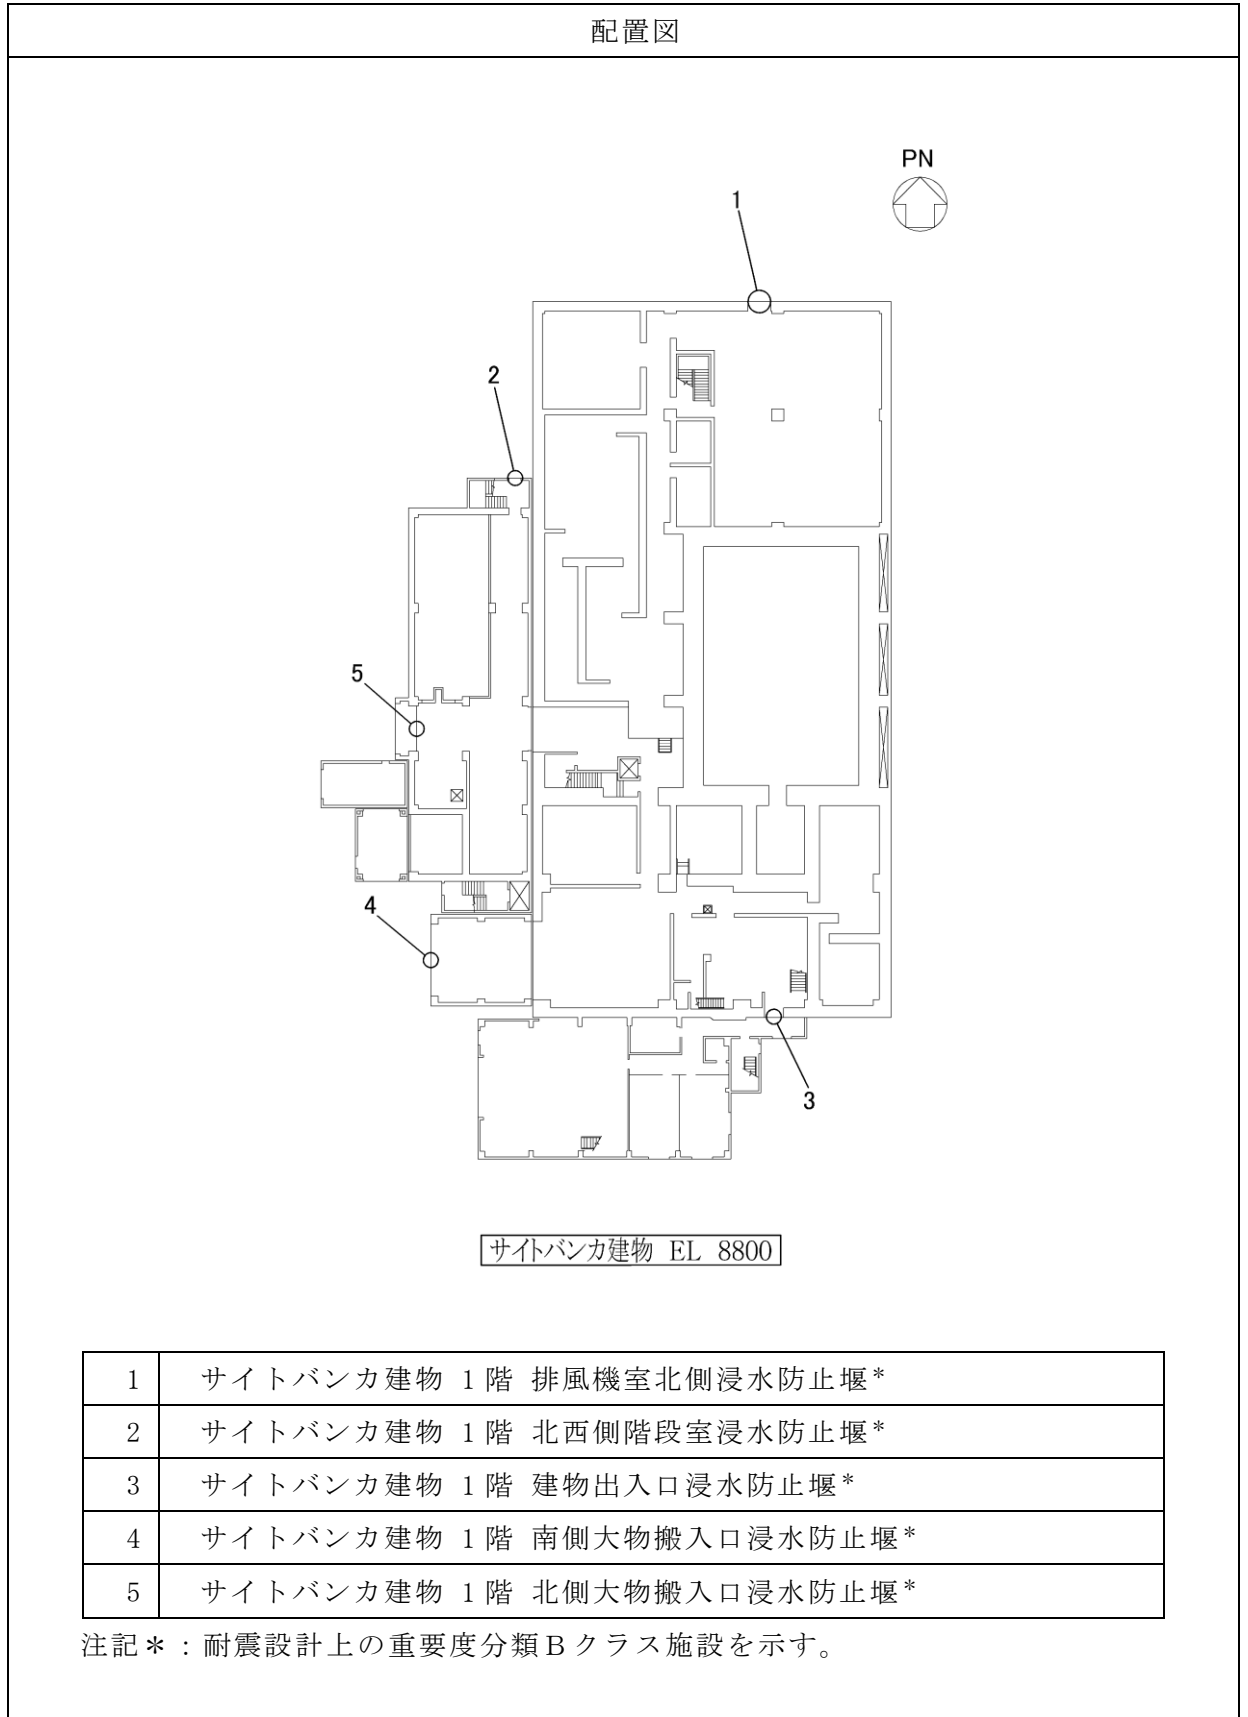 配置図
PN
1
2
5
4
3
サイトバンカ建物 EL 8800
1 サイトバンカ建物 1階 排風機室北側浸水防止堰*
2 サイトバンカ建物 1階 北西側階段室浸水防止堰*
3 サイトバンカ建物 1階 建物出入口浸水防止堰*
4 サイトバンカ建物 1階 南側大物搬入口浸水防止堰*
5 サイトバンカ建物 1階 北側大物搬入口浸水防止堰*
注記＊：耐震設計上の重要度分類Bクラス施設を示す。